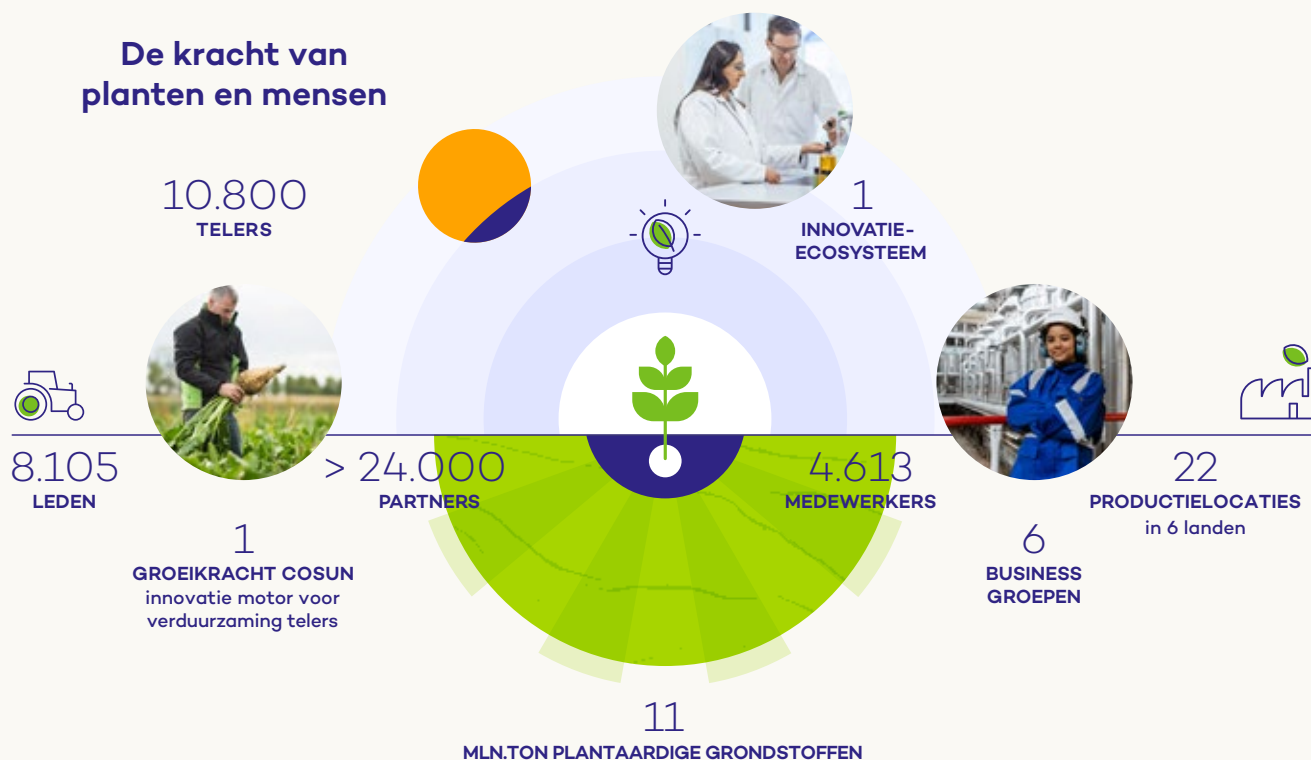 De kracht van
planten en mensen
10.800
TELERS
1
INNOVATIE-
ECOSYSTEEM
8.105
LEDEN
> 24.000
PARTNERS
4.613
MEDEWERKERS
22
PRODUCTIELOCATIES
in 6 landen
1
GROEIKRACHT COSUN
innovatie motor voor
verduurzaming telers
6
BUSINESS
GROEPEN
11
MLN.TON PLANTAARDIGE GRONDSTOFFEN